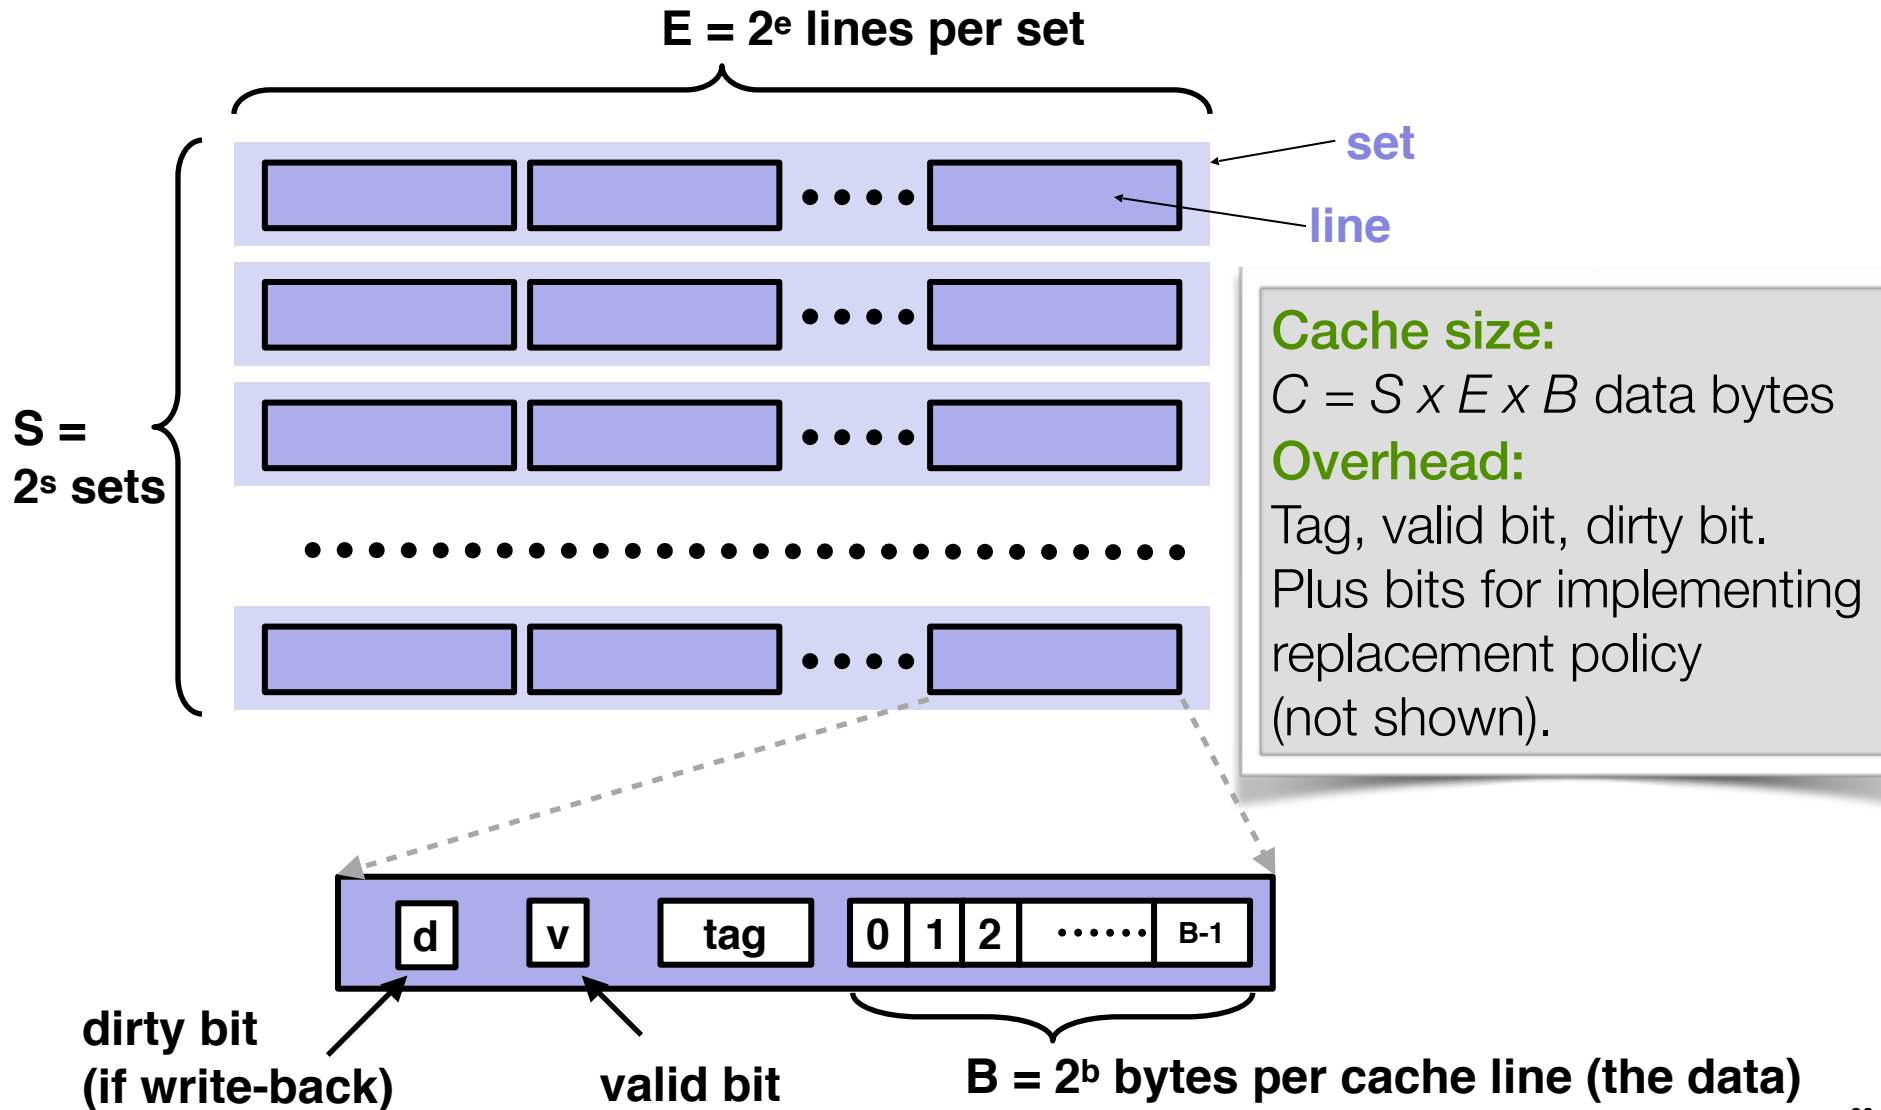 E = 2ᵉ lines per set
set
line
S =
2ˢ sets
Cache size:
C = S x E x B data bytes
Overhead:
Tag, valid bit, dirty bit.
Plus bits for implementing
replacement policy
(not shown).
d
v
tag
0
1
2
......
B-1
dirty bit
(if write-back)
valid bit
B = 2ᵇ bytes per cache line (the data)